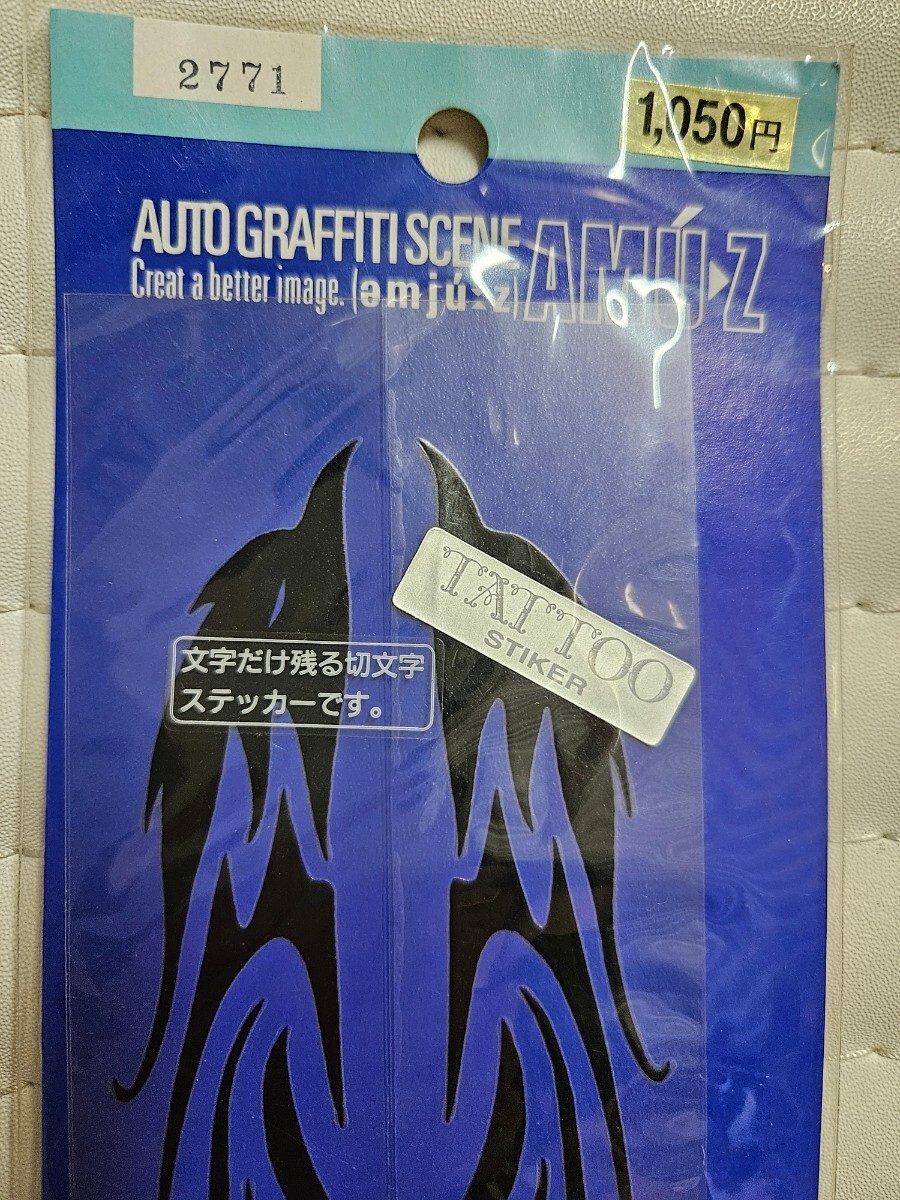 2771
1,050円
AUTO GRAFFITI SCENE
Creat a better image. (əmjú:z)
AMÚ▸Z
TATTOO
STIKER
文字だけ残る切文字
ステッカーです。